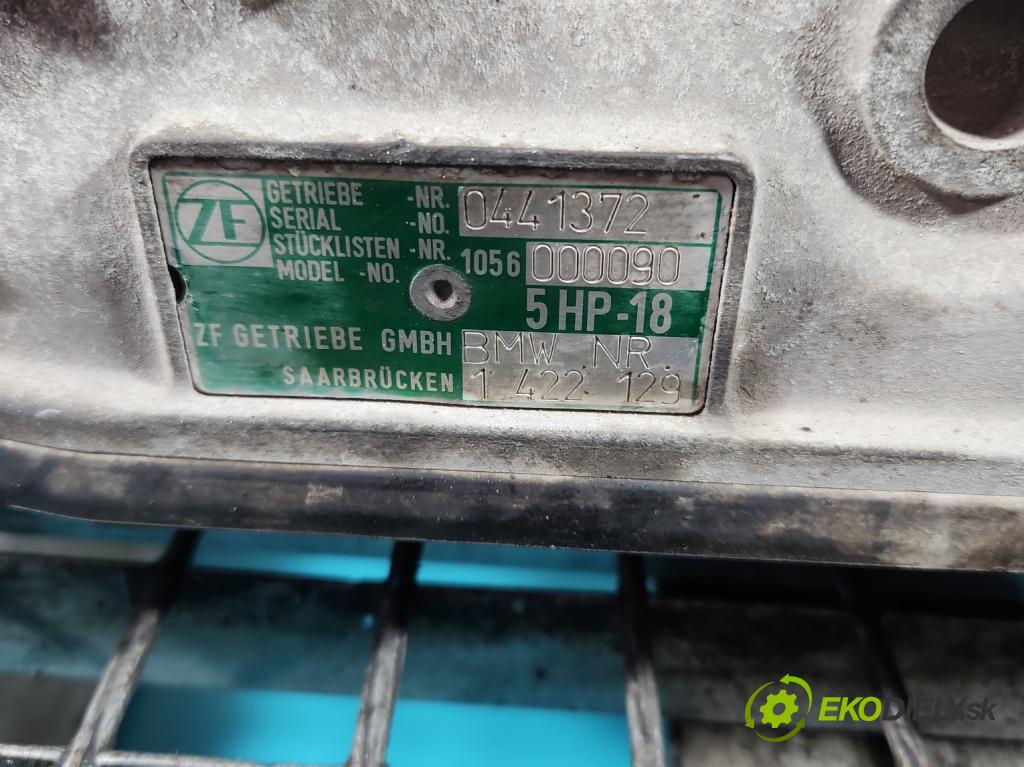 ZF
GETRIEBE -NR. 0441372
SERIAL -NO.
STÜCKLISTEN -NR. 1056 000090
MODEL -NO.
5 HP-18
ZF GETRIEBE GMBH BMW NR.
SAARBRÜCKEN 1 422 129
EKODIELY.sk